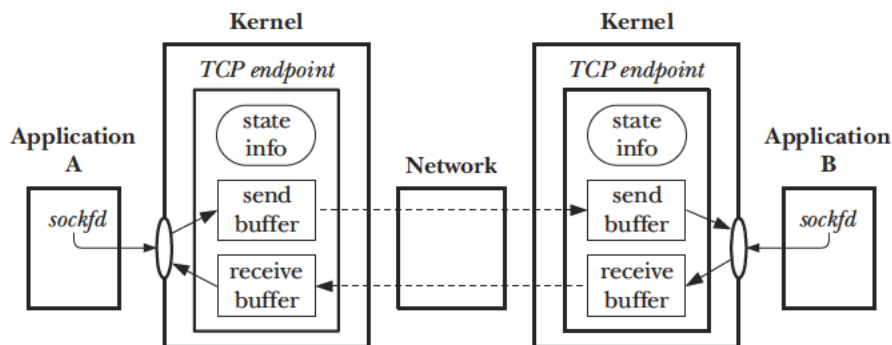 Kernel
Kernel
TCP endpoint
TCP endpoint
state
info
state
info
Application
A
Network
Application
B
sockfd
send
buffer
send
buffer
sockfd
receive
buffer
receive
buffer